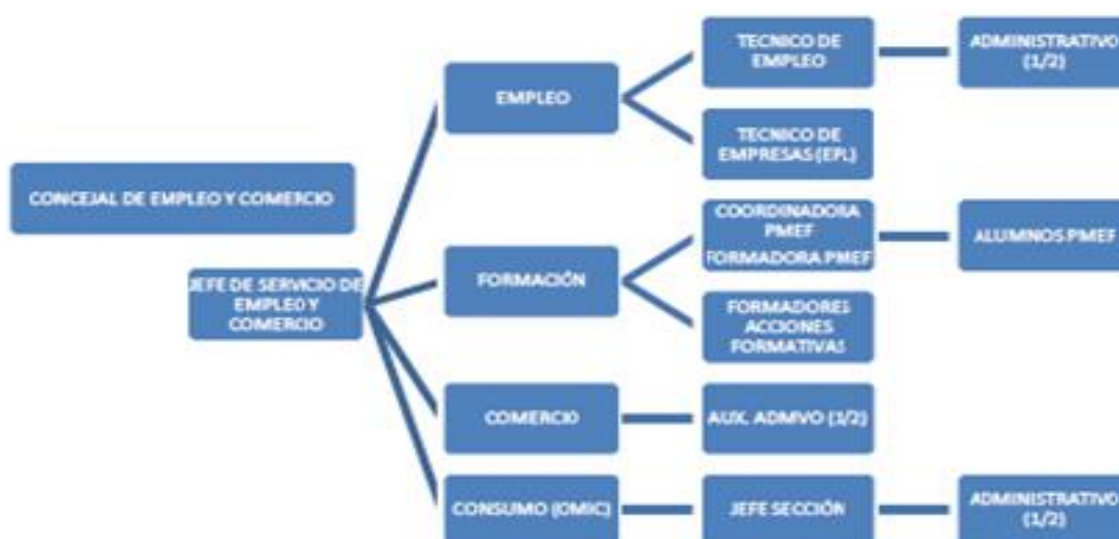 CONCEJAL DE EMPLEO Y COMERCIO
JEFE DE SERVICIO DE
EMPLEO Y
COMERCIO
EMPLEO
TECNICO DE
EMPLEO
ADMINISTRATIVO
(1/2)
TECNICO DE
EMPRESAS (EPL)
FORMACIÓN
COORDINADORA
PMEF
FORMADORA PMEF
ALUMNOS PMEF
FORMADORES
ACCIONES
FORMATIVAS
COMERCIO
AUX. ADMVO (1/2)
CONSUMO (OMIC)
JEFE SECCIÓN
ADMINISTRATIVO
(1/2)